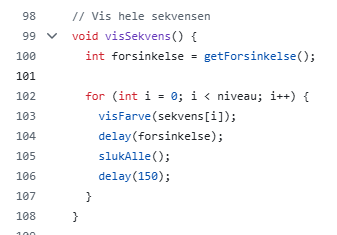 98 // Vis hele sekvensen
99 void visSekvens() {
100 int forsinkelse = getForsinkelse();
101
102 for (int i = 0; i < niveau; i++) {
103 visFarve(sekvens[i]);
104 delay(forsinkelse);
105 slukAlle();
106 delay(150);
107 }
108 }